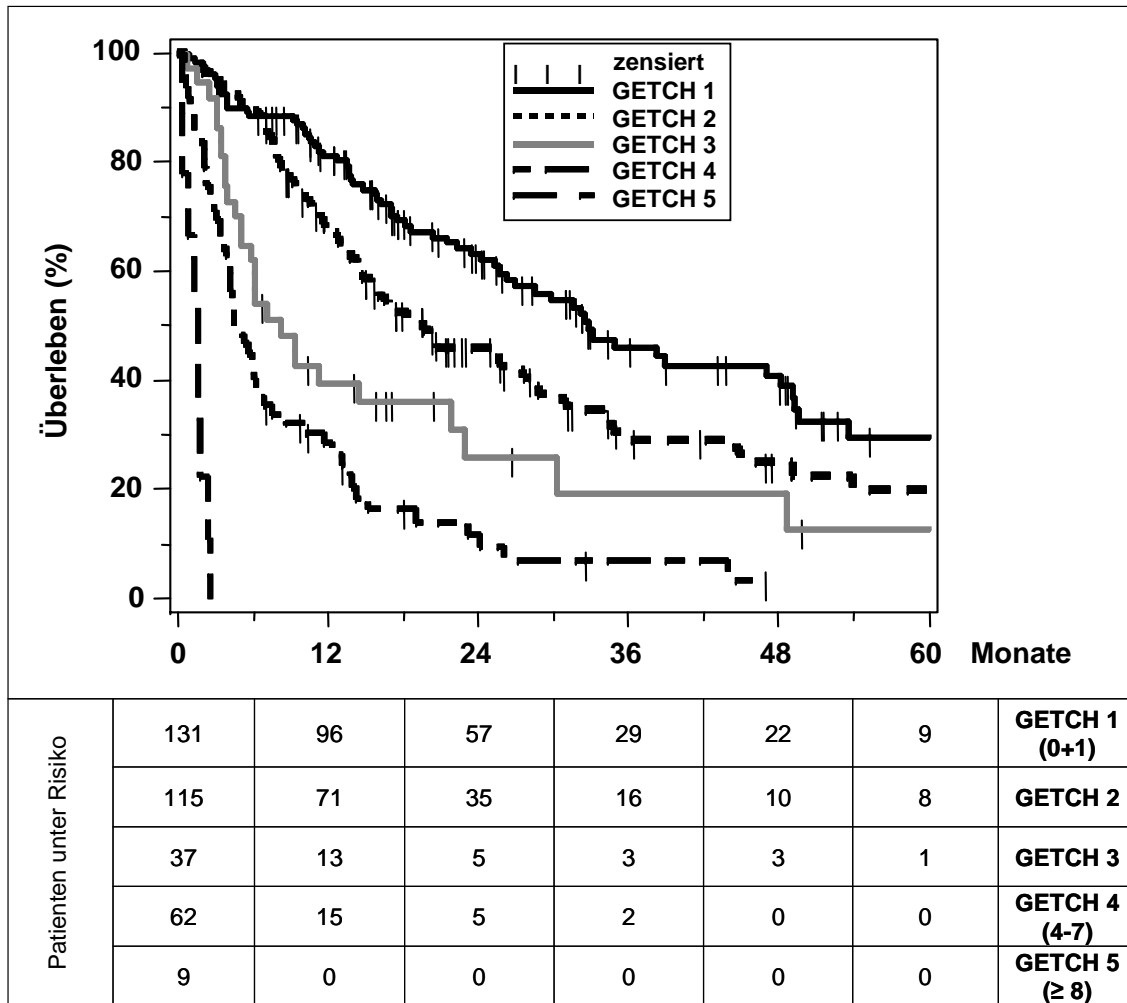 zensiert
GETCH 1
GETCH 2
GETCH 3
GETCH 4
GETCH 5
Überleben (%)
100
80
60
40
20
0
0 12 24 36 48 60 Monate
Patienten unter Risiko
131 96 57 29 22 9 GETCH 1
(0+1)
115 71 35 16 10 8 GETCH 2
37 13 5 3 3 1 GETCH 3
62 15 5 2 0 0 GETCH 4
(4-7)
9 0 0 0 0 0 GETCH 5
(≥ 8)